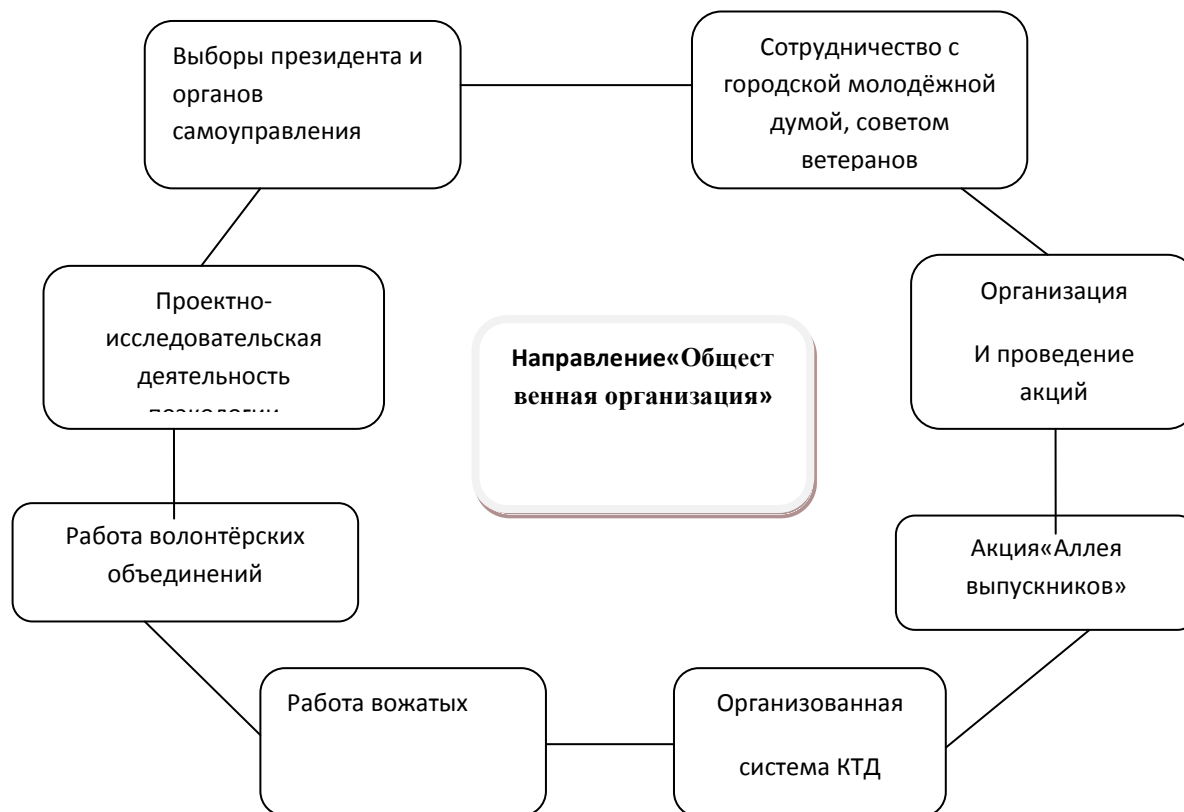 Выборы президента и
органов
самоуправления
Сотрудничество с
городской молодёжной
думой, советом
ветеранов
Проектно-
исследовательская
деятельность
Направление«Общест
венная организация»
Организация
И проведение
акций
Работа волонтёрских
объединений
Акция«Аллея
выпускников»
Работа вожатых
Организованная
система КТД